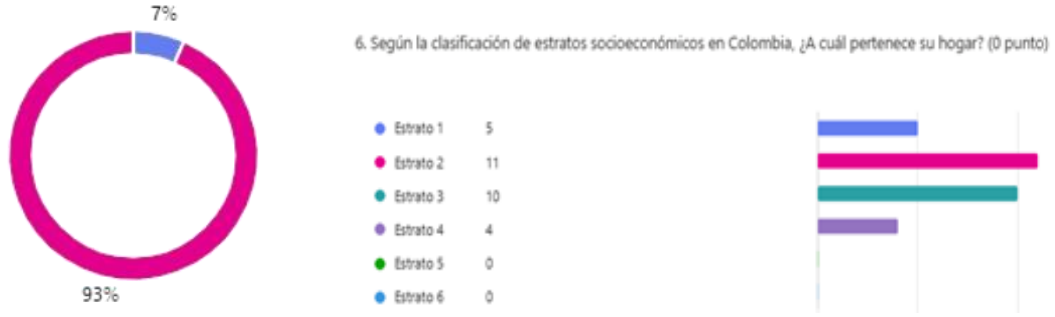 7%
93%
6. Según la clasificación de estratos socioeconómicos en Colombia, ¿A cuál pertenece su hogar? (0 punto)
Estrato 1 5
Estrato 2 11
Estrato 3 10
Estrato 4 4
Estrato 5 0
Estrato 6 0